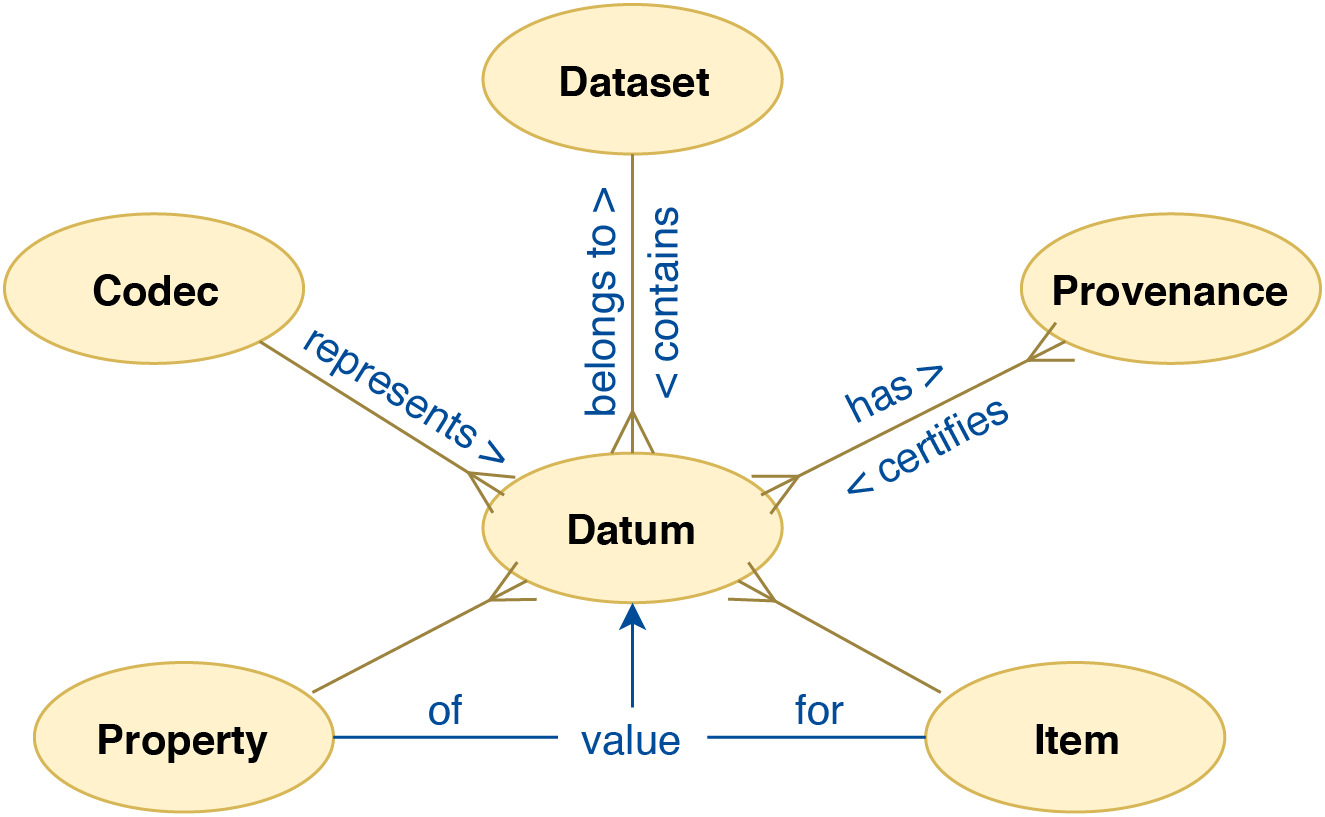 Dataset
Codec
Provenance
represents >
belongs to >
< contains
has >
< certifies
Datum
Property
of
value
for
Item